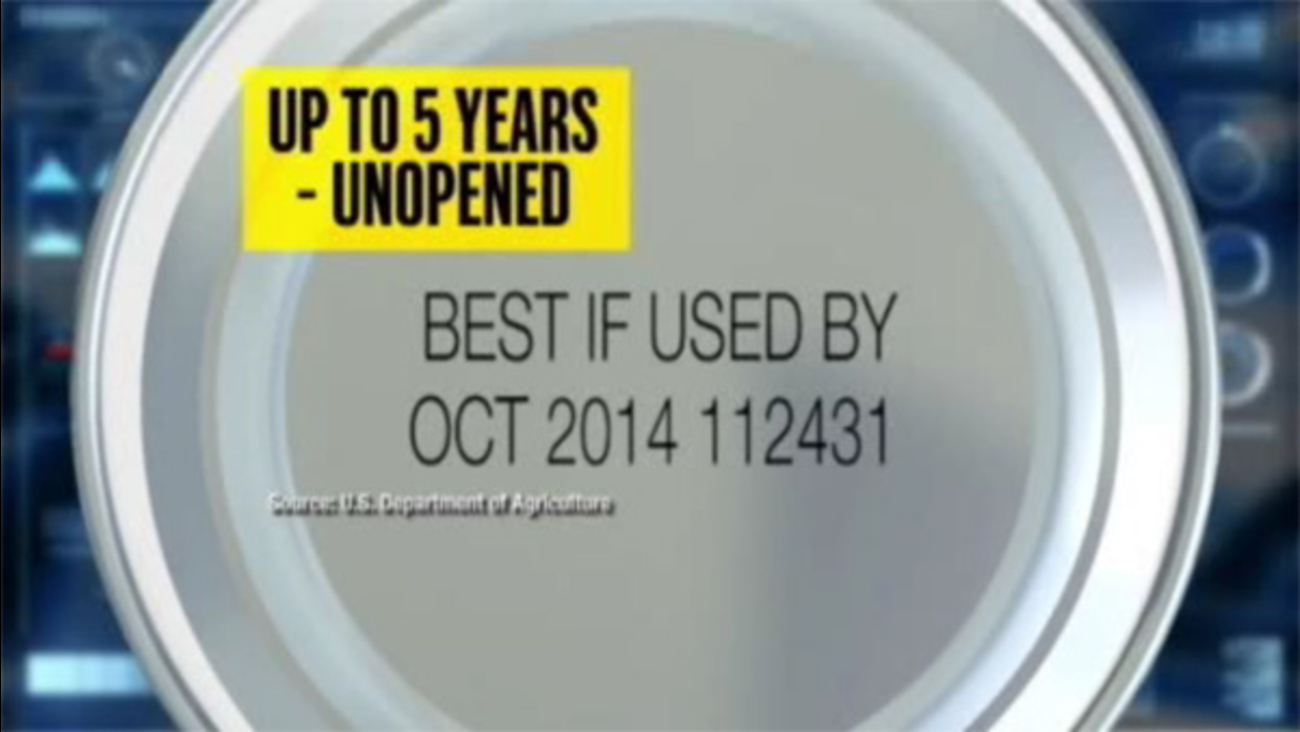 UP TO 5 YEARS
- UNOPENED
BEST IF USED BY
OCT 2014 112431
Source: U.S. Department of Agriculture